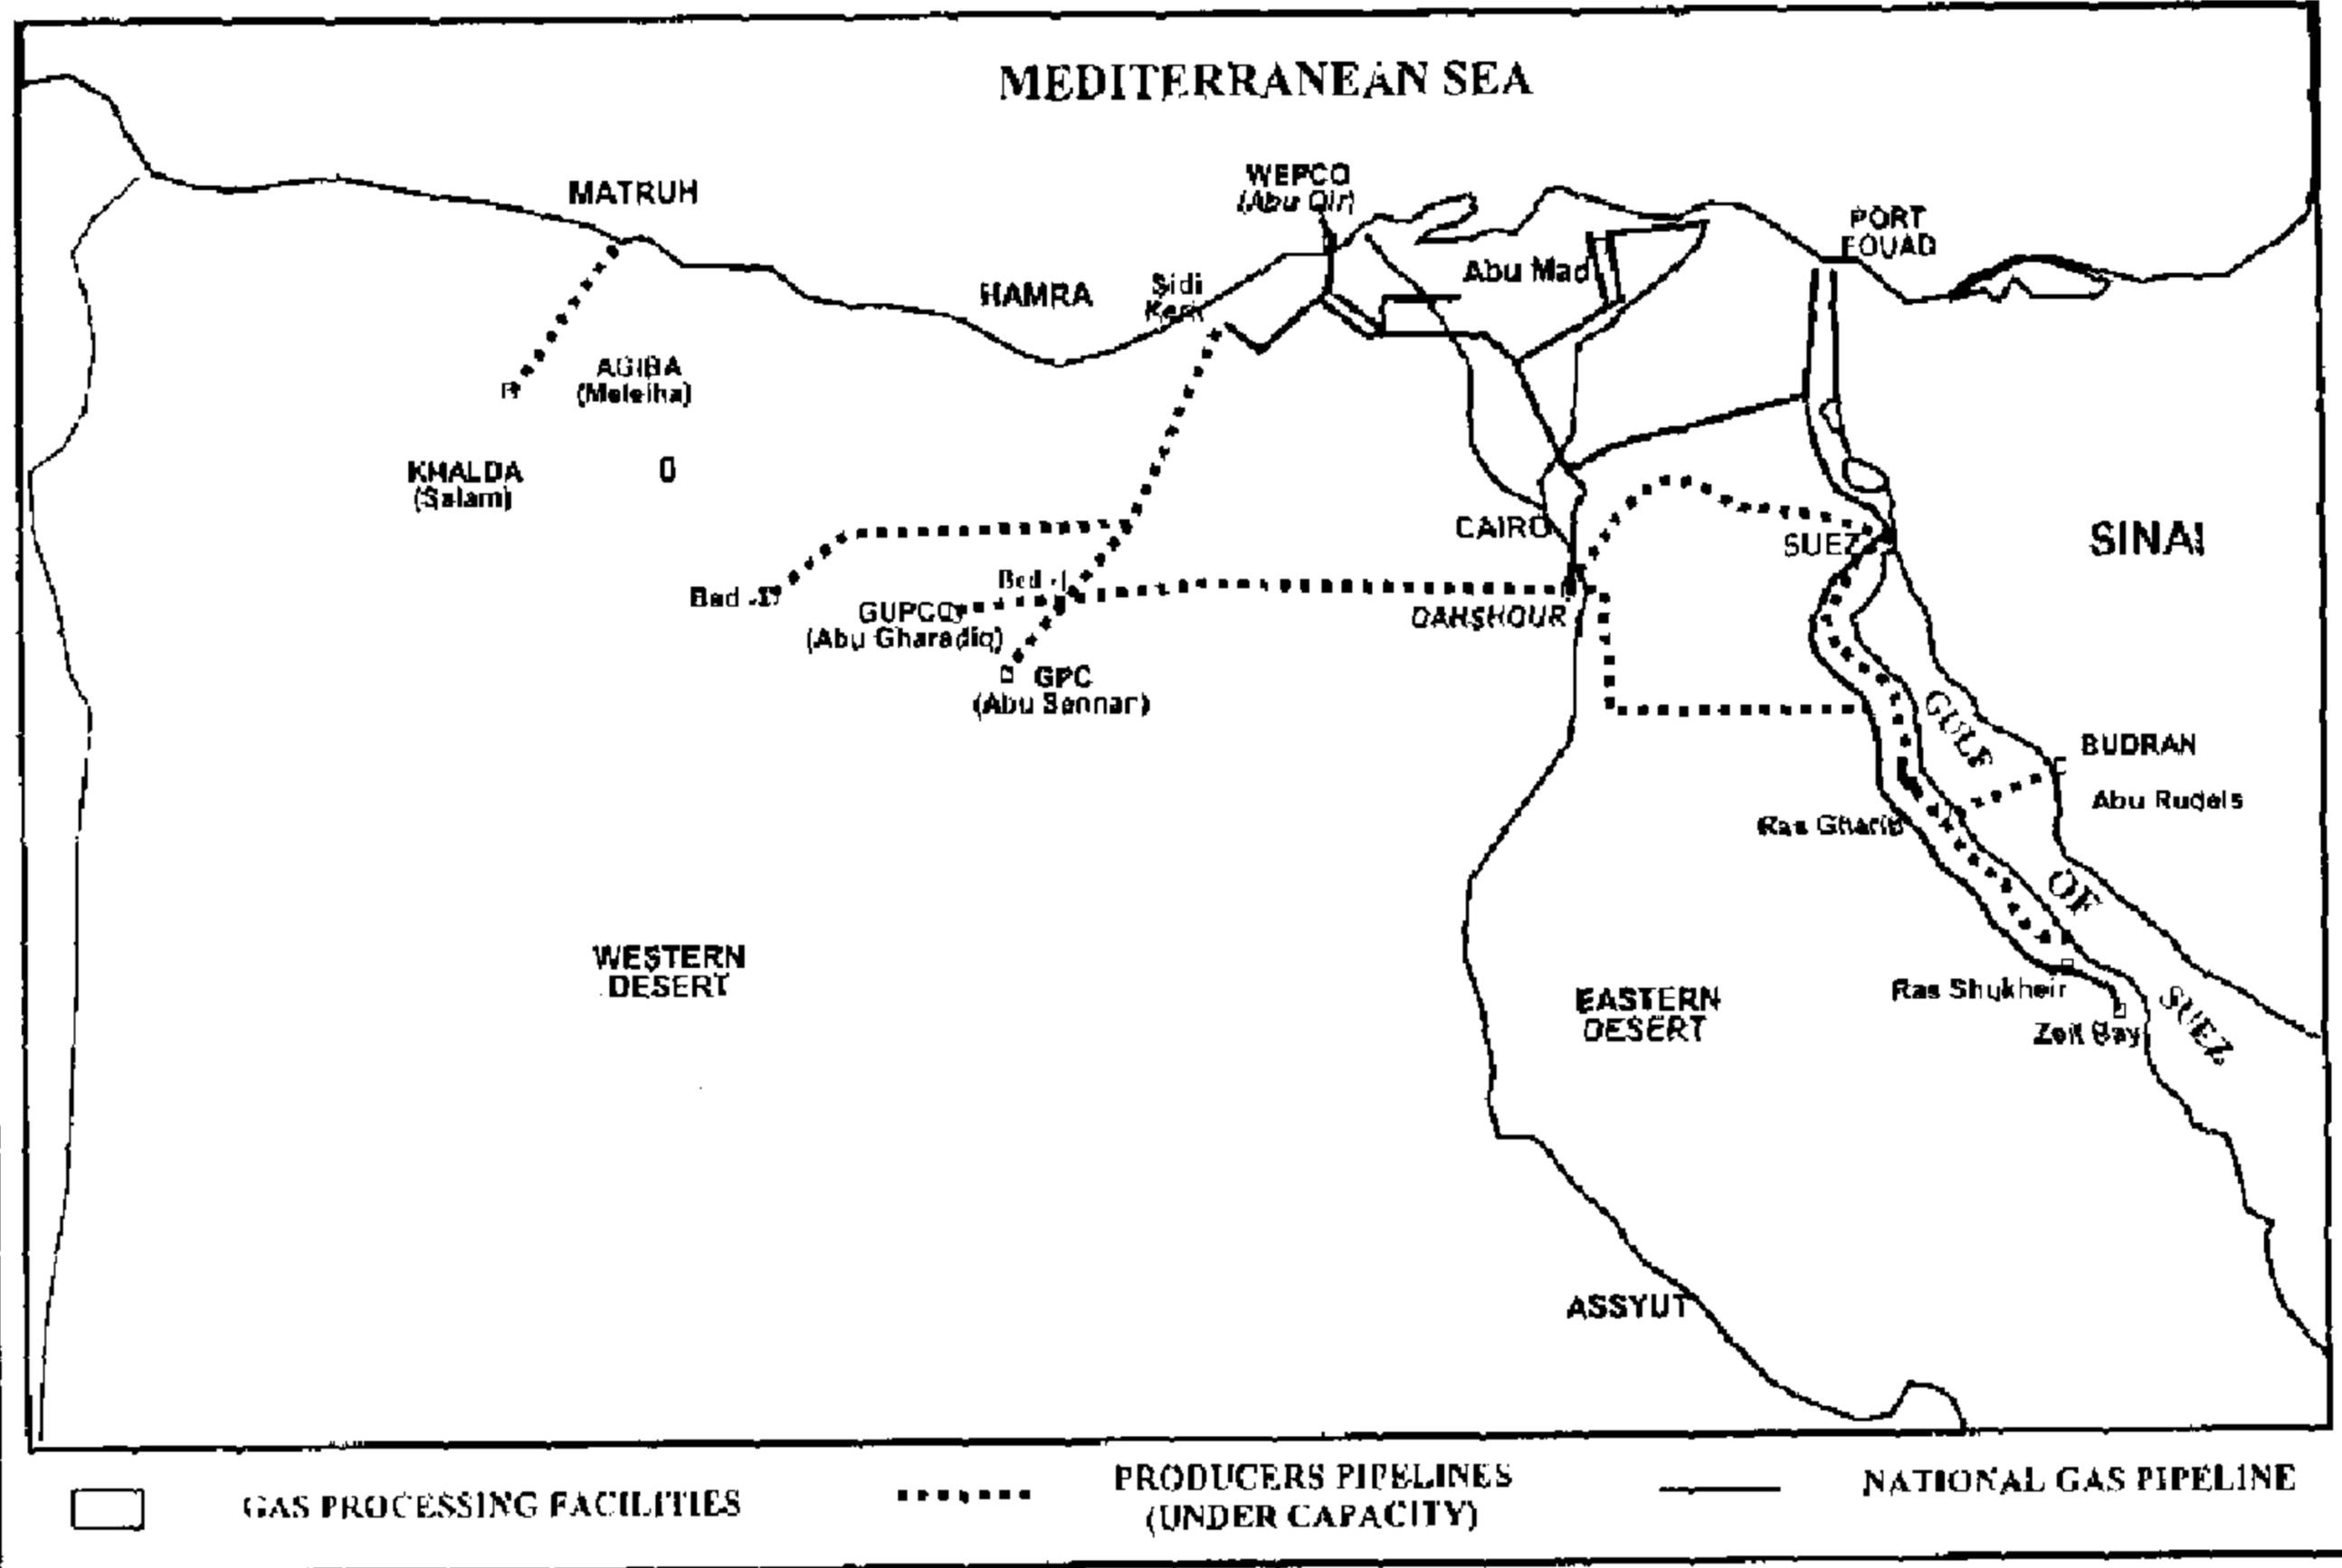 MEDITERRANEAN SEA
WEPCO
(Abu Qir)
MATRUH
PORT
FOUAD
Abu Mad
HAMRA
Sidi
Kerir
AGIBA
(Meleiha)
KHALDA
(Salam)
CAIRO
SUEZ
SINAI
Bed -1
GUPCO
(Abu Gharadiq)
DAHSHOUR
GPC
(Abu Sennan)
GULF
OF
SUEZ
BUDRAN
Abu Rudeis
Ras Gharib
WESTERN
DESERT
EASTERN
DESERT
Ras Shukheir
Zeit Bay
ASSYUT
GAS PROCESSING FACILITIES
PRODUCERS PIPELINES
(UNDER CAPACITY)
NATIONAL GAS PIPELINE